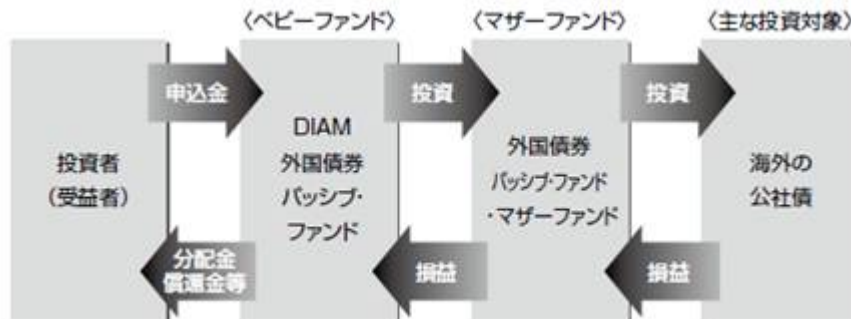 〈ベビーファンド〉
〈マザーファンド〉
〈主な投資対象〉
申込金
投資
投資
投資者
(受益者)
DIAM
外国債券
パッシブ・
ファンド
外国債券
パッシブ・ファンド
・マザーファンド
海外の
公社債
分配金
償還金等
損益
損益